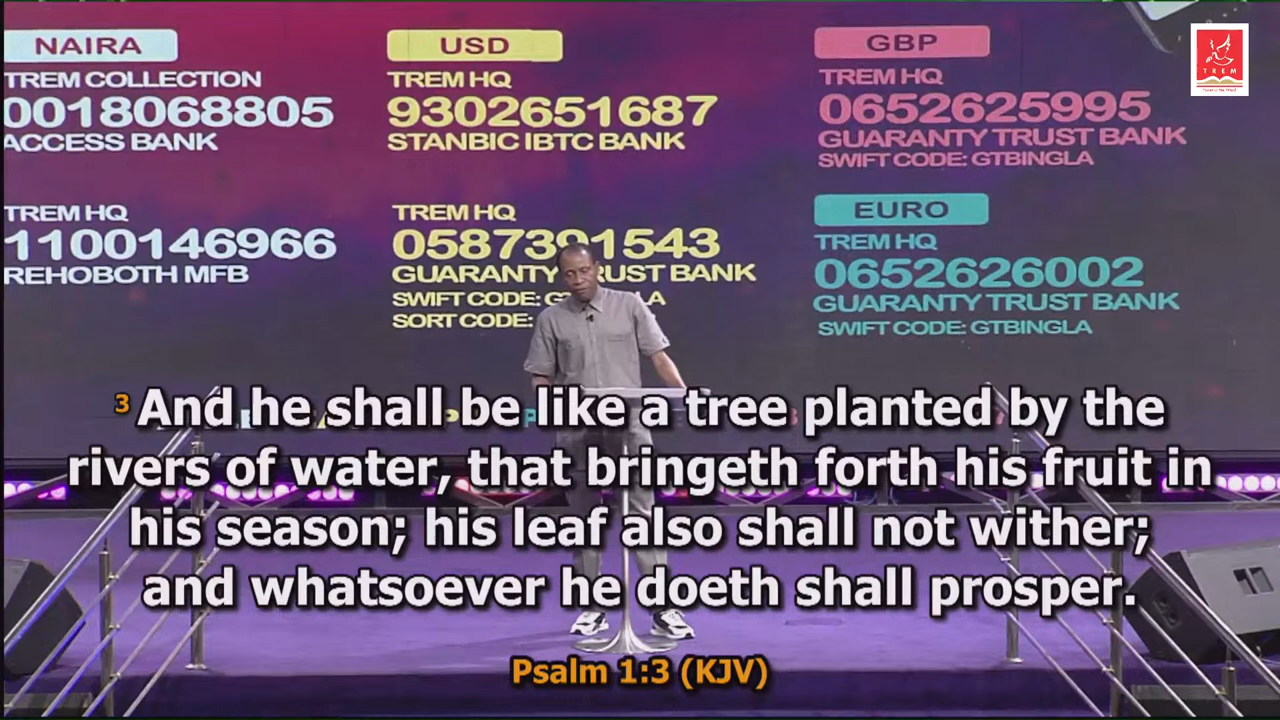 NAIRA
TREM COLLECTION
0018068805
ACCESS BANK
TREM HQ
1100146966
REHOBOTH MFB
USD
TREM HQ
9302651687
STANBIC IBTC BANK
TREM HQ
0587391543
GUARANTY TRUST BANK
SWIFT CODE:
SORT CODE:
GBP
TREM HQ
0652625995
GUARANTY TRUST BANK
SWIFT CODE: GTBINGLA
EURO
TREM HQ
0652626002
GUARANTY TRUST BANK
SWIFT CODE: GTBINGLA
TREM
3 And he shall be like a tree planted by the
rivers of water, that bringeth forth his fruit in
his season; his leaf also shall not wither;
and whatsoever he doeth shall prosper.
Psalm 1:3 (KJV)